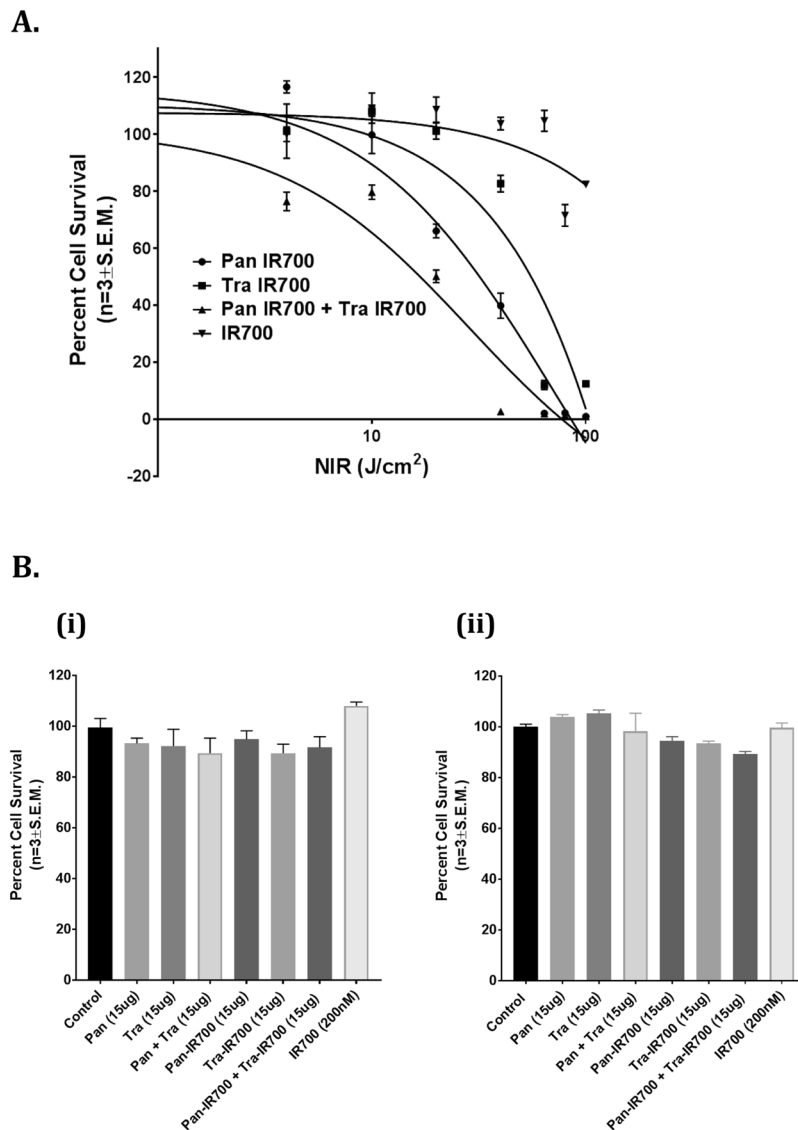 A.
Percent Cell Survival
(n=3±S.E.M.)
120
100
80
60
40
20
0
-20
Pan IR700
Tra IR700
Pan IR700 + Tra IR700
IR700
10
100
NIR (J/cm²)
B.
(i)
Percent Cell Survival
(n=3±S.E.M.)
120
100
80
60
40
20
0
Control
Pan (15ug)
Tra (15ug)
Pan + Tra (15ug)
Pan-IR700 (15ug)
Tra-IR700 (15ug)
Pan-IR700 + Tra-IR700 (15ug)
IR700 (200nM)
(ii)
Percent Cell Survival
(n=3±S.E.M.)
120
100
80
60
40
20
0
Control
Pan (15ug)
Tra (15ug)
Pan + Tra (15ug)
Pan-IR700 (15ug)
Tra-IR700 (15ug)
Pan-IR700 + Tra-IR700 (15ug)
IR700 (200nM)